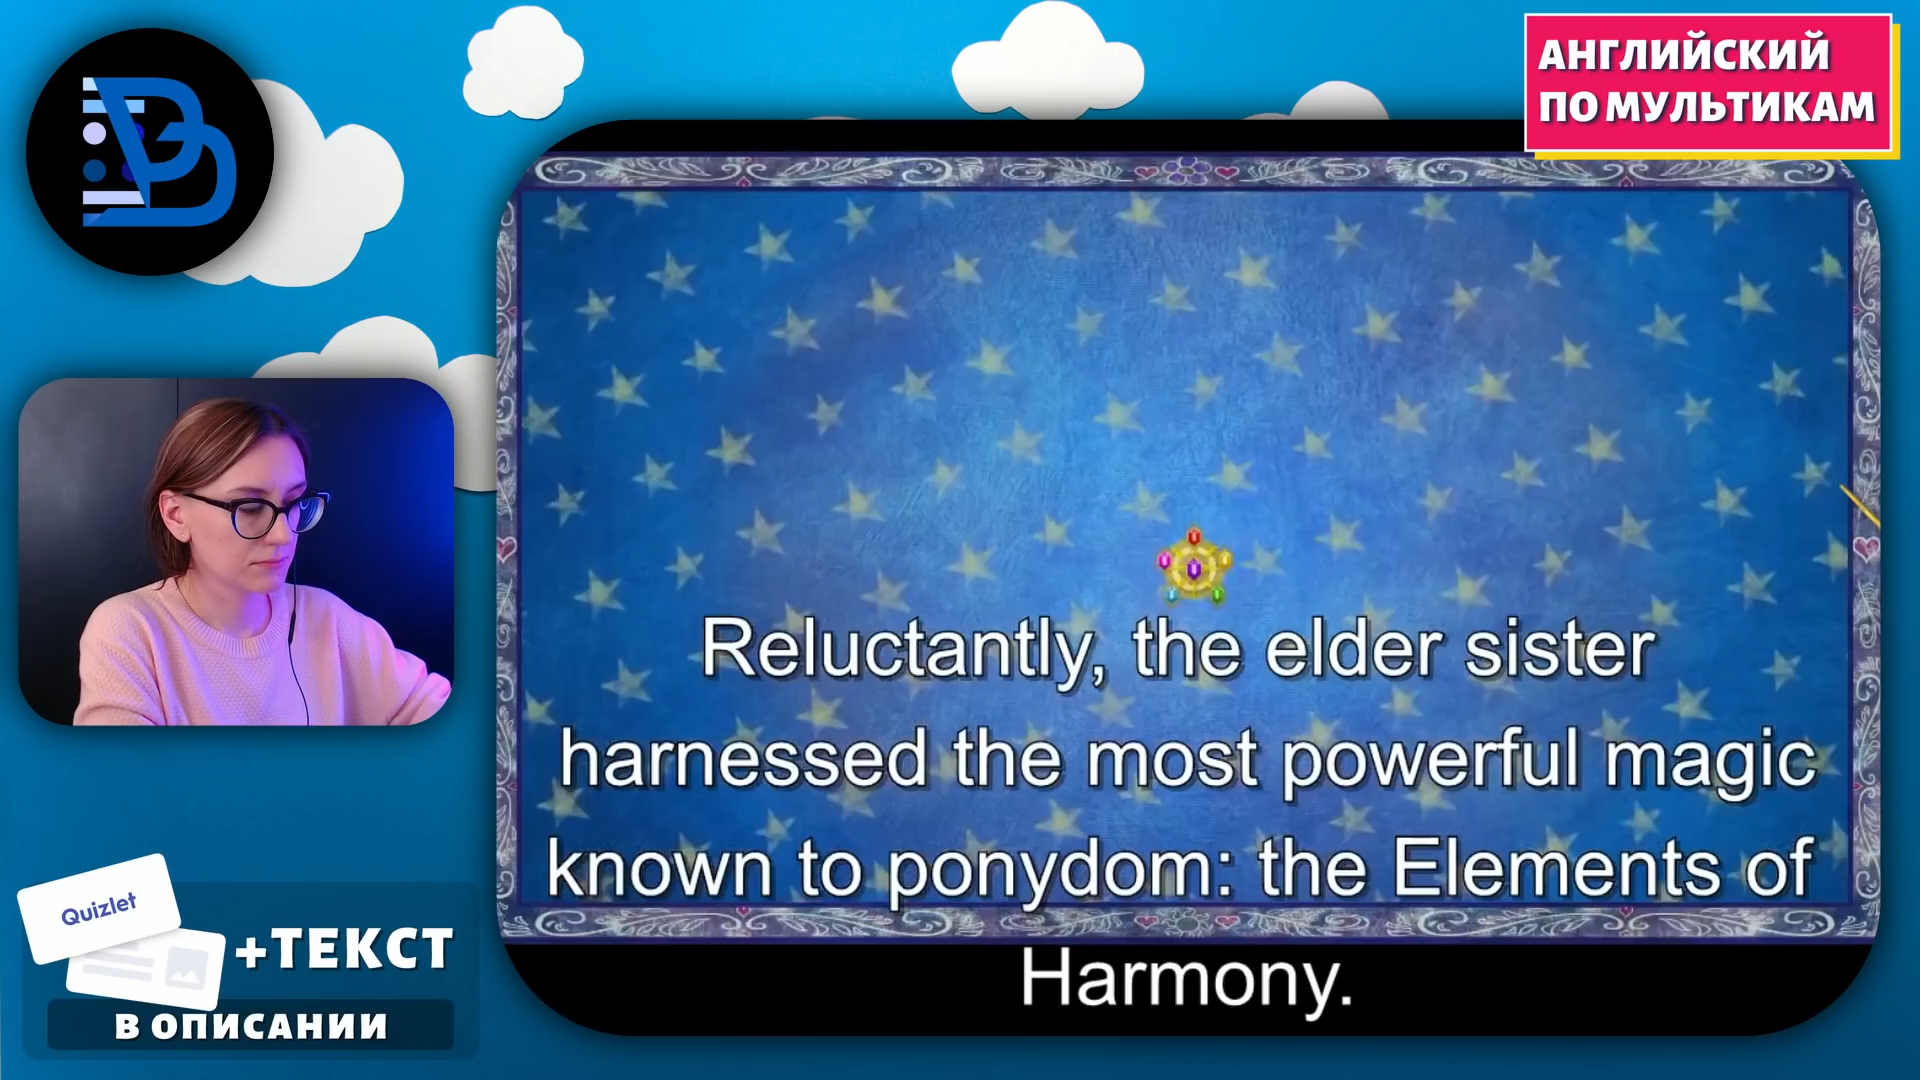 АНГЛИЙСКИЙ
ПО МУЛЬТИКАМ
Reluctantly, the elder sister
harnessed the most powerful magic
known to ponydom: the Elements of
Harmony.
Quizlet
+ТЕКСТ
В ОПИСАНИИ